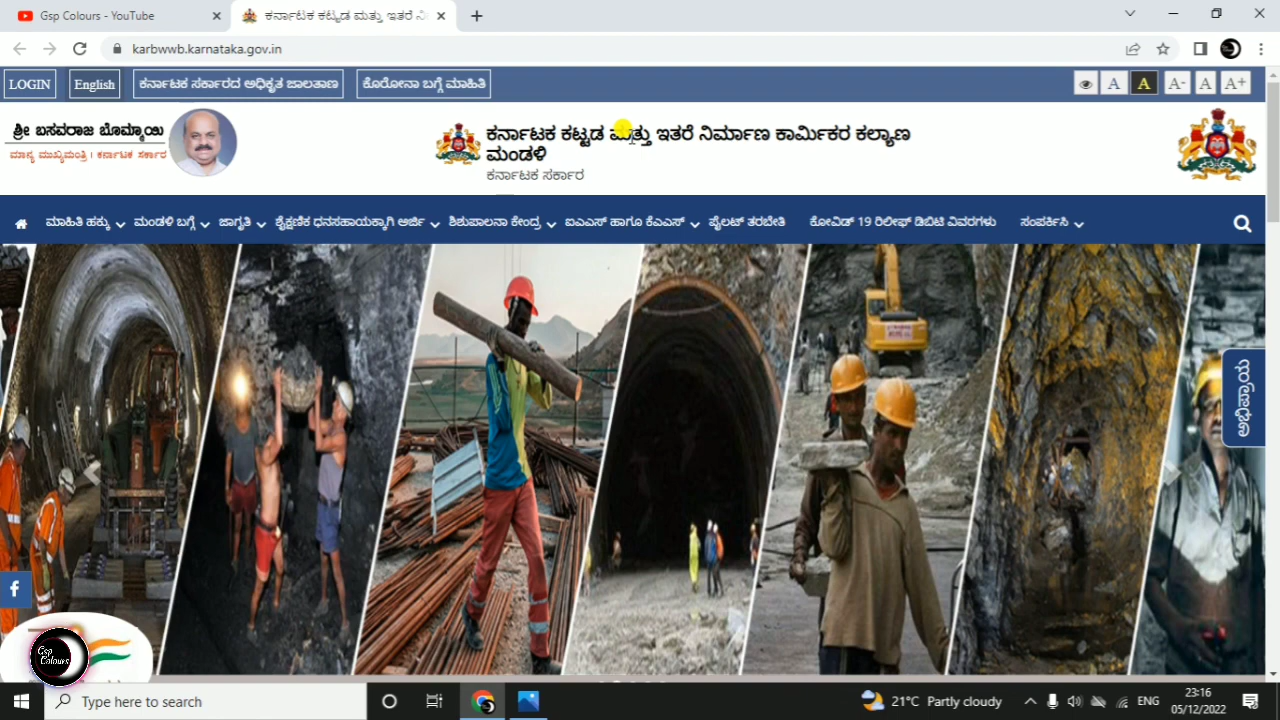 Gsp Colours - YouTube
ಕರ್ನಾಟಕ ಕಟ್ಟಡ ಮತ್ತು ಇತರೆ ನಿ
karbwwb.karnataka.gov.in
LOGIN English ಕರ್ನಾಟಕ ಸರ್ಕಾರದ ಅಧಿಕೃತ ಜಾಲತಾಣ ಕೊರೋನಾ ಬಗ್ಗೆ ಮಾಹಿತಿ A A A- A A+
ಶ್ರೀ ಬಸವರಾಜ ಬೊಮ್ಮಾಯಿ
ಮಾನ್ಯ ಮುಖ್ಯಮಂತ್ರಿ | ಕರ್ನಾಟಕ ಸರ್ಕಾರ
ಕರ್ನಾಟಕ ಕಟ್ಟಡ ಮತ್ತು ಇತರೆ ನಿರ್ಮಾಣ ಕಾರ್ಮಿಕರ ಕಲ್ಯಾಣ
ಮಂಡಳಿ
ಕರ್ನಾಟಕ ಸರ್ಕಾರ
ಮಾಹಿತಿ ಹಕ್ಕು ಮಂಡಳಿ ಬಗ್ಗೆ ಜಾಗೃತಿ ಶೈಕ್ಷಣಿಕ ಧನಸಹಾಯಕ್ಕಾಗಿ ಅರ್ಜಿ ಶಿಶುಪಾಲನಾ ಕೇಂದ್ರ ಐಎಎಸ್ ಹಾಗೂ ಕೆಎಎಸ್ ಪೈಲಟ್ ತರಬೇತಿ ಕೋವಿಡ್ 19 ರಿಲೀಫ್ ಡಿಬಿಟಿ ವಿವರಗಳು ಸಂಪರ್ಕಿಸಿ
ಅಭಿಪ್ರಾಯ
f
Gsp
Colours
Type here to search
21°C Partly cloudy
ENG
23:16
05/12/2022